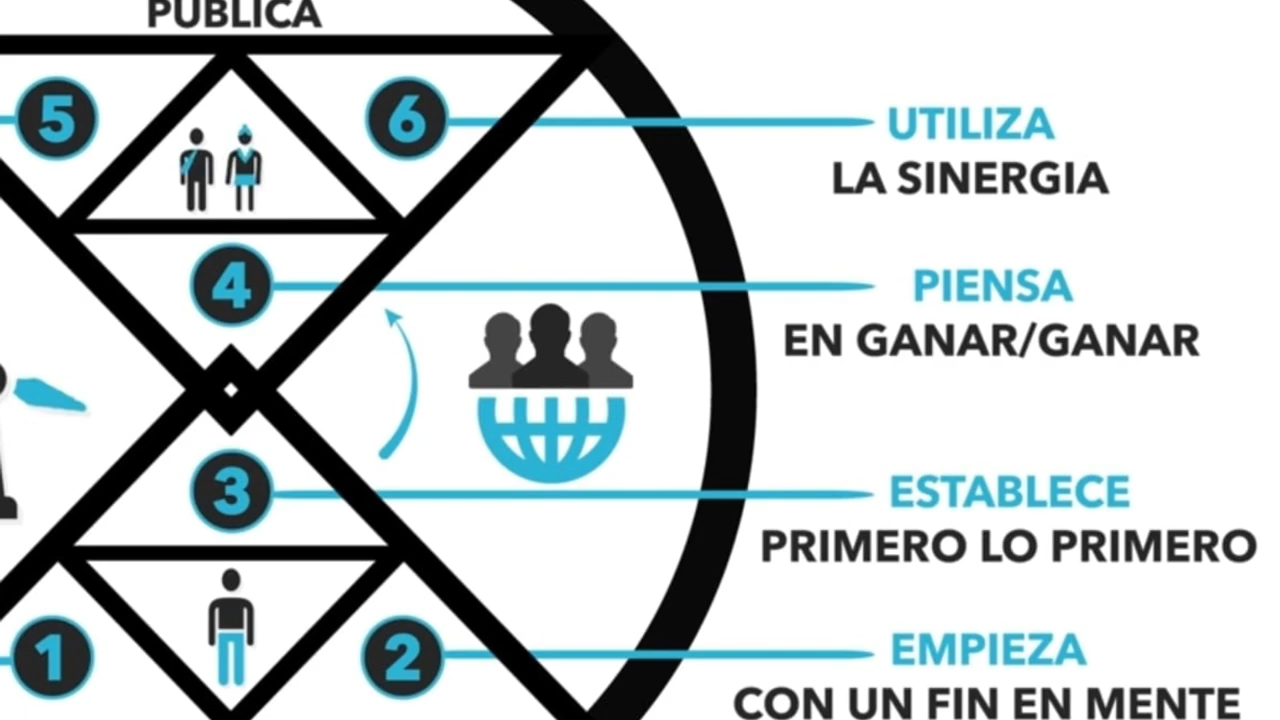 PÚBLICA
5
6
UTILIZA
LA SINERGIA
4
PIENSA
EN GANAR/GANAR
3
ESTABLECE
PRIMERO LO PRIMERO
1
2
EMPIEZA
CON UN FIN EN MENTE